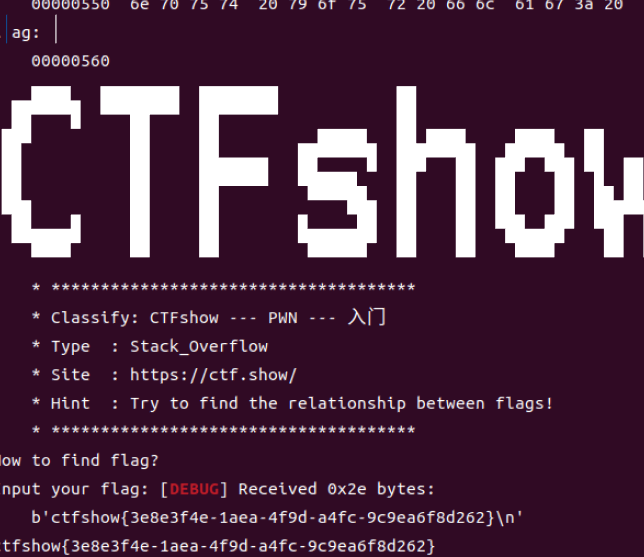 00000550 6e 70 75 74 20 79 6f 75 72 20 66 6c 61 67 3a 20
ag: │
00000560
CTFshow
* *************************************
* Classify: CTFshow --- PWN --- 入门
* Type : Stack_Overflow
* Site : https://ctf.show/
* Hint : Try to find the relationship between flags!
* *************************************
ow to find flag?
nput your flag: [DEBUG] Received 0x2e bytes:
b'ctfshow{3e8e3f4e-1aea-4f9d-a4fc-9c9ea6f8d262}\n'
ctfshow{3e8e3f4e-1aea-4f9d-a4fc-9c9ea6f8d262}